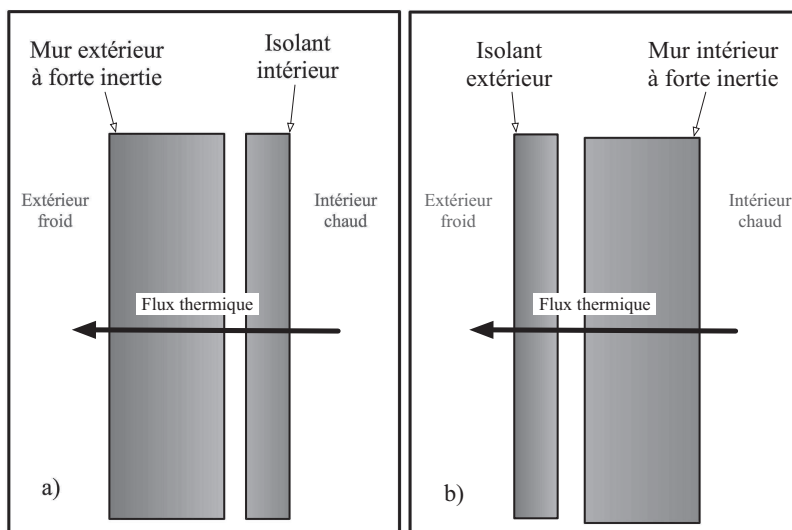 Mur extérieur
à forte inertie
Isolant
intérieur
Extérieur
froid
Intérieur
chaud
Flux thermique
a)
Isolant
extérieur
Mur intérieur
à forte inertie
Extérieur
froid
Intérieur
chaud
Flux thermique
b)